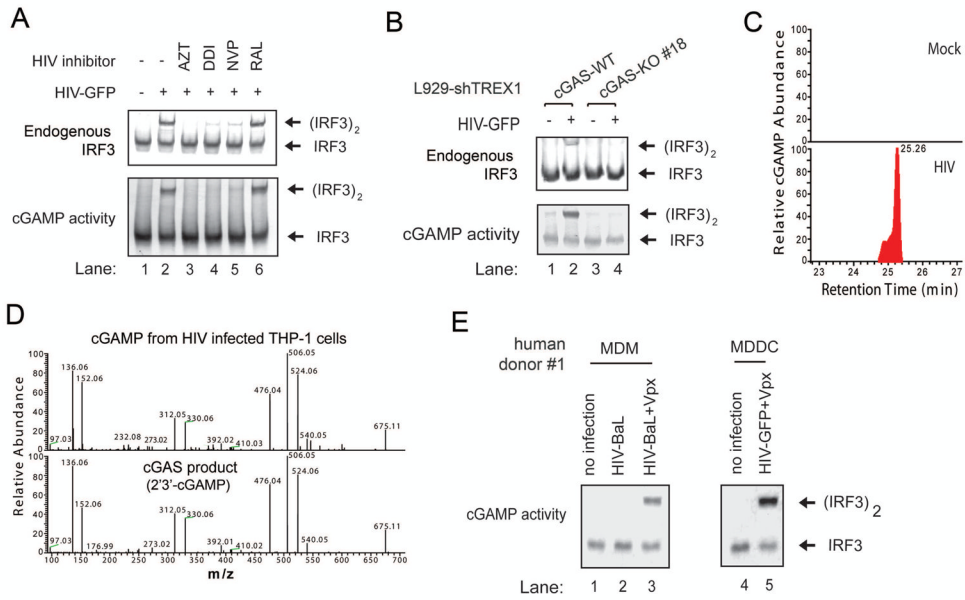 A
HIV inhibitor - - AZT DDI NVP RAL
HIV-GFP - + + + + +
Endogenous
IRF3
(IRF3)2
IRF3
cGAMP activity
(IRF3)2
IRF3
Lane: 1 2 3 4 5 6
B
L929-shTREX1 cGAS-WT cGAS-KO #18
HIV-GFP - + - +
Endogenous
IRF3
(IRF3)2
IRF3
cGAMP activity
(IRF3)2
IRF3
Lane: 1 2 3 4
C
Relative cGAMP Abundance
100
80
60
40
20
0
Mock
100
80
60
40
20
0
25.26
HIV
23 24 25 26 27
Retention Time (min)
D
cGAMP from HIV infected THP-1 cells
Relative Abundance
100
80
60
40
20
0
97.03 136.06 152.06 232.08 273.02 312.05 330.06 392.02 410.03 476.04 506.05 524.06 540.05 675.11
cGAS product
(2'3'-cGAMP)
100
80
60
40
20
0
97.03 136.06 152.06 176.99 273.02 312.05 330.06 392.01 410.02 476.04 506.05 524.06 540.05 675.11
100 150 200 250 300 350 400 450 500 550 600 650 700
m/z
E
human
donor #1
MDM
MDDC
no infection
HIV-BaL
HIV-BaL+Vpx
no infection
HIV-GFP+Vpx
cGAMP activity
(IRF3)2
IRF3
Lane: 1 2 3 4 5